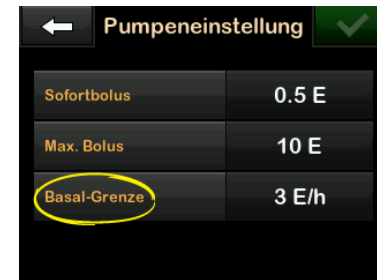 Pumpeneinstellung
Sofortbolus 0.5 E
Max. Bolus 10 E
Basal-Grenze 3 E/h